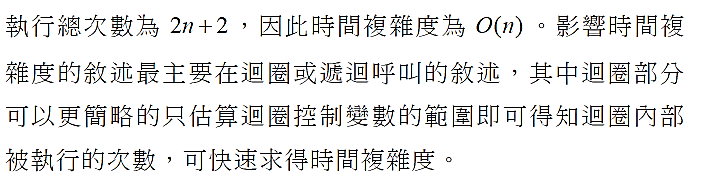 執行總次數為 2n+2，因此時間複雜度為 O(n)。影響時間複
雜度的敘述最主要在迴圈或遞迴呼叫的敘述，其中迴圈部分
可以更簡略的只估算迴圈控制變數的範圍即可得知迴圈內部
被執行的次數，可快速求得時間複雜度。